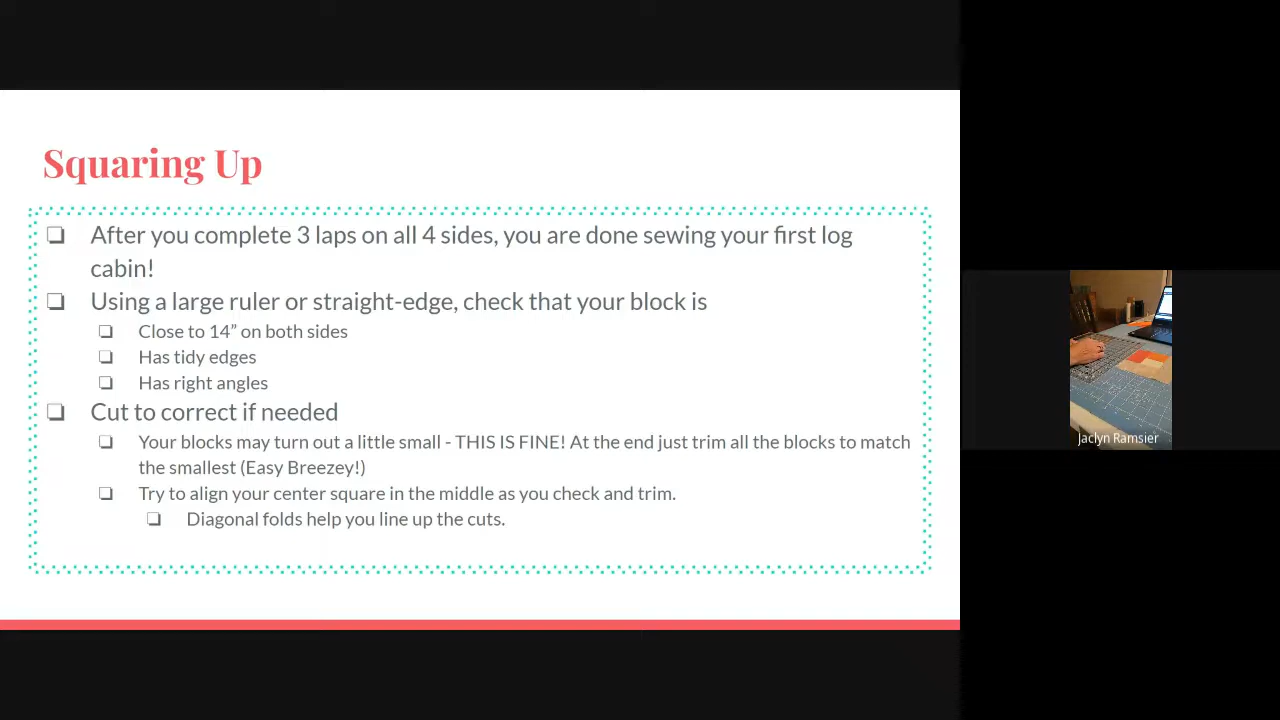 Squaring Up
❏ After you complete 3 laps on all 4 sides, you are done sewing your first log
cabin!
❏ Using a large ruler or straight-edge, check that your block is
❏ Close to 14” on both sides
❏ Has tidy edges
❏ Has right angles
❏ Cut to correct if needed
❏ Your blocks may turn out a little small - THIS IS FINE! At the end just trim all the blocks to match
the smallest (Easy Breezey!)
❏ Try to align your center square in the middle as you check and trim.
❏ Diagonal folds help you line up the cuts.
Jaclyn Ramsier